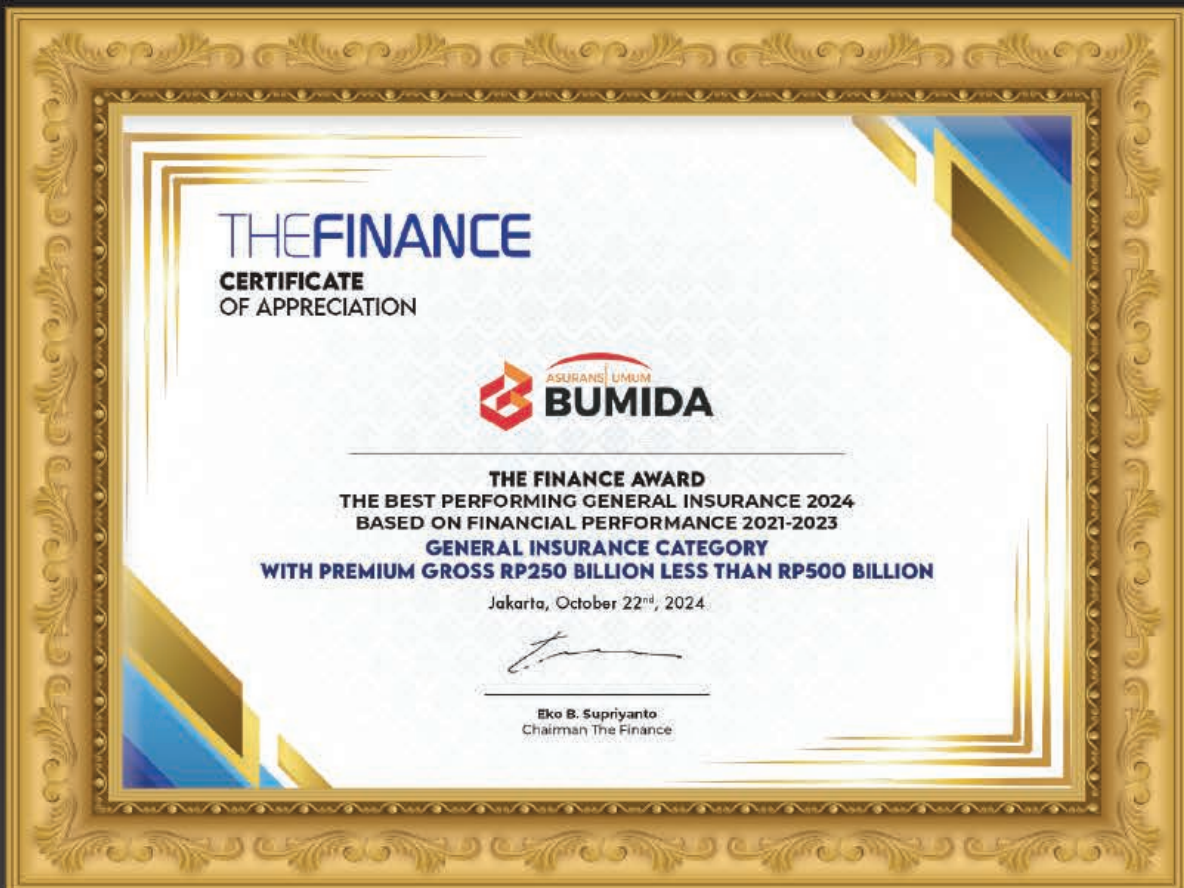 THEFINANCE
CERTIFICATE
OF APPRECIATION
ASURANSI UMUM
BUMIDA
THE FINANCE AWARD
THE BEST PERFORMING GENERAL INSURANCE 2024
BASED ON FINANCIAL PERFORMANCE 2021-2023
GENERAL INSURANCE CATEGORY
WITH PREMIUM GROSS RP250 BILLION LESS THAN RP500 BILLION
Jakarta, October 22nd, 2024
Eko B. Supriyanto
Chairman The Finance